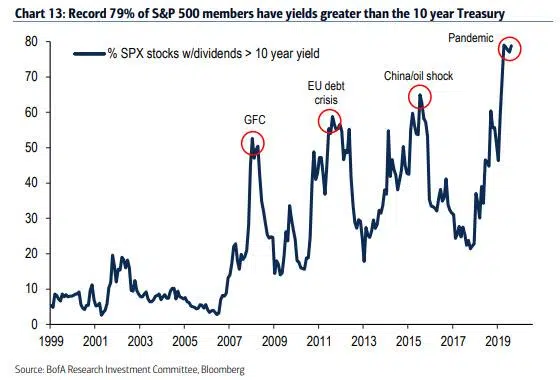 Chart 13: Record 79% of S&P 500 members have yields greater than the 10 year Treasury
80
70
60
50
40
30
20
10
0
% SPX stocks w/dividends > 10 year yield
GFC
EU debt
crisis
China/oil shock
Pandemic
1999 2001 2003 2005 2007 2009 2011 2013 2015 2017 2019
Source: BofA Research Investment Committee, Bloomberg